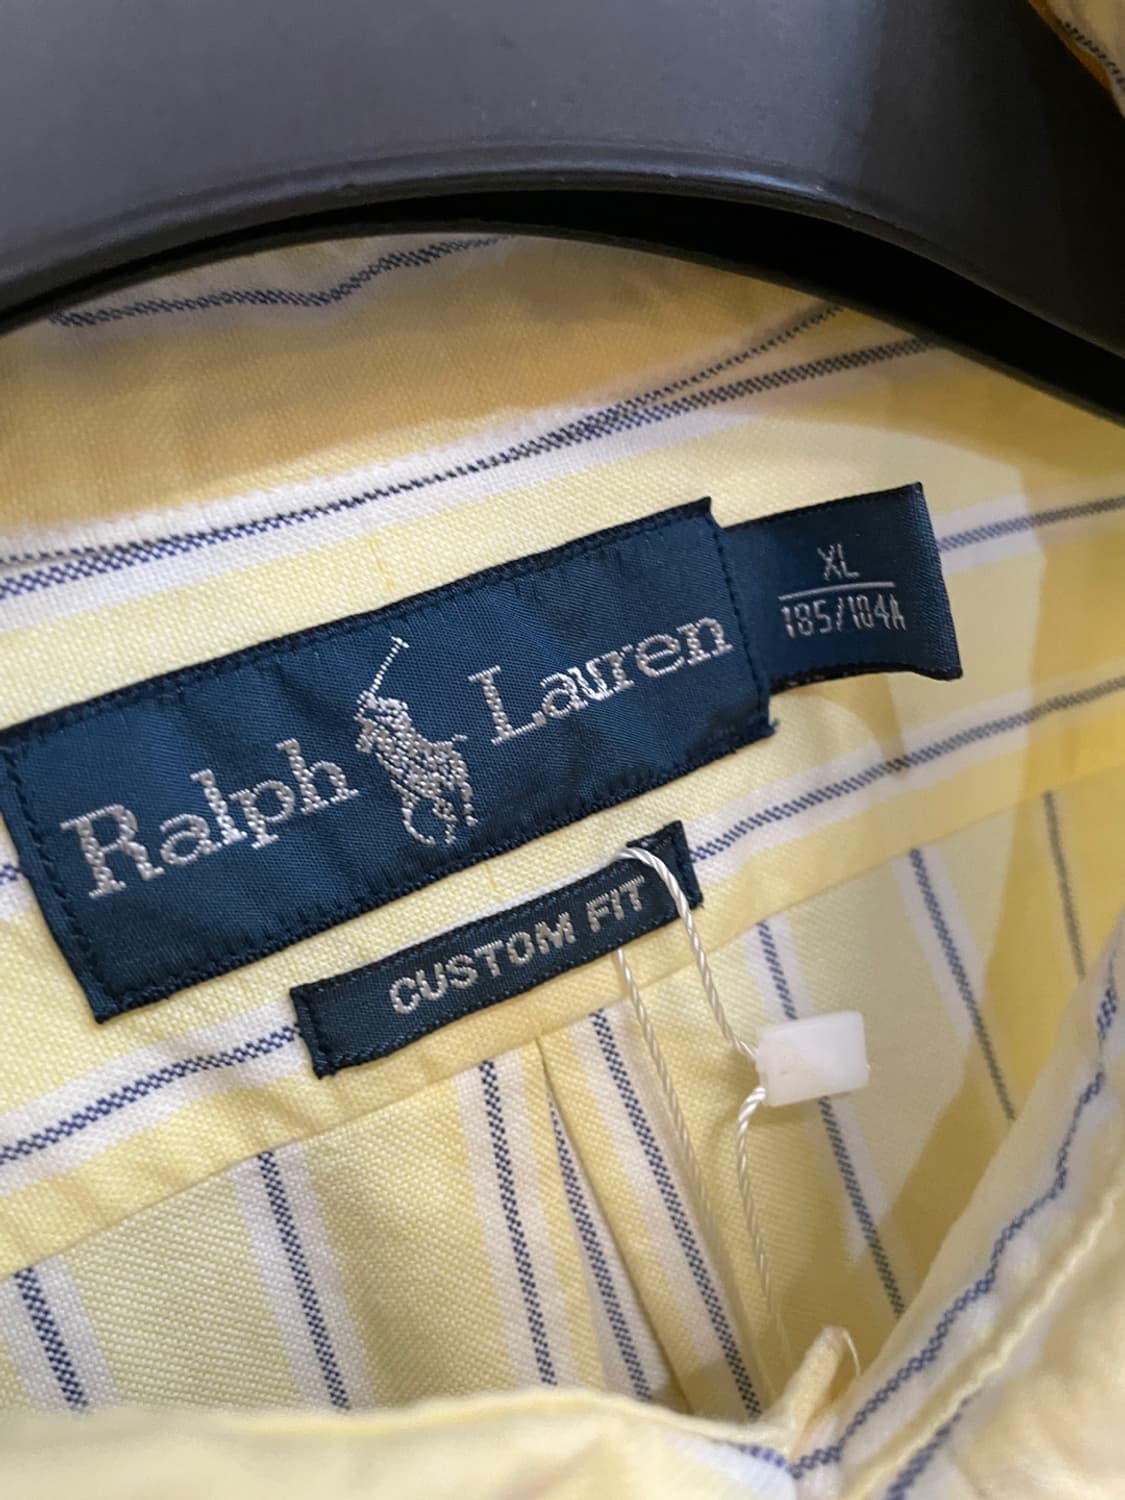 Ralph Lauren
XL
185/104A
CUSTOM FIT